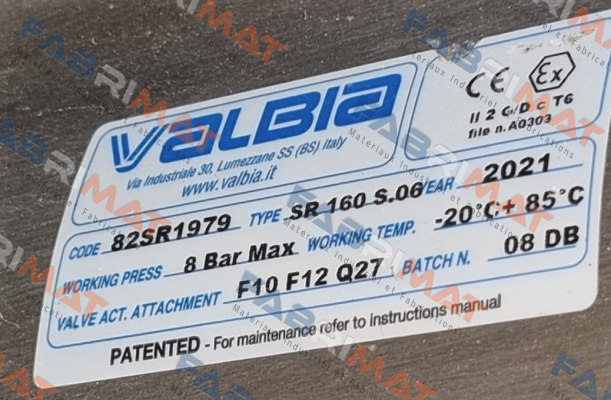 VALBIA
Via Industriale 30, Lumezzane SS (BS) Italy
www.valbia.it
CE Ex
II 2 G/D c T6
file n.A0303
CODE 82SR1979 TYPE SR 160 S.06 YEAR 2021
WORKING PRESS 8 Bar Max WORKING TEMP. -20°C+ 85°C
VALVE ACT. ATTACHMENT F10 F12 Q27 BATCH N. 08 DB
PATENTED - For maintenance refer to instructions manual
FABRIMAT